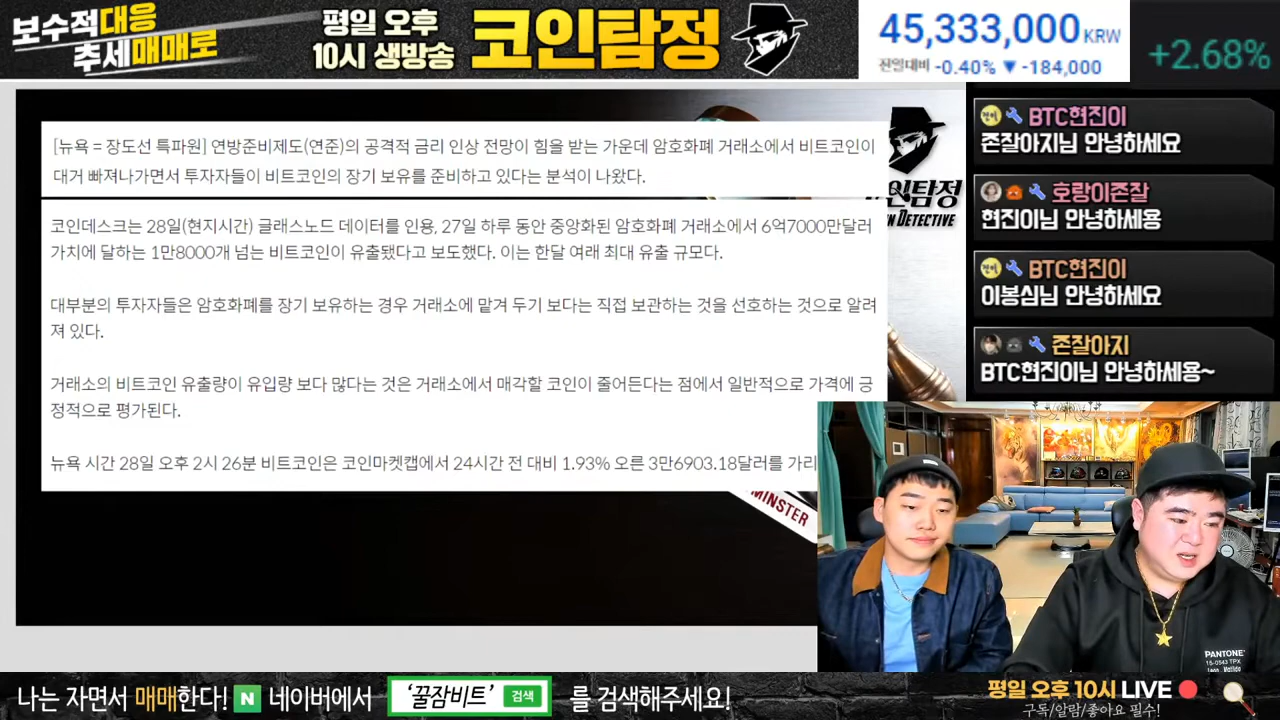 보수적대응
추세매매로
평일 오후
10시 생방송
코인탐정
45,333,000 KRW
전일대비 -0.40% ▼ -184,000
+2.68%
[뉴욕 = 장도선 특파원] 연방준비제도(연준)의 공격적 금리 인상 전망이 힘을 받는 가운데 암호화폐 거래소에서 비트코인이
대거 빠져나가면서 투자자들이 비트코인의 장기 보유를 준비하고 있다는 분석이 나왔다.
코인데스크는 28일(현지시간) 글래스노드 데이터를 인용, 27일 하루 동안 중앙화된 암호화폐 거래소에서 6억7000만달러
가치에 달하는 1만8000개 넘는 비트코인이 유출됐다고 보도했다. 이는 한달 여래 최대 유출 규모다.
대부분의 투자자들은 암호화폐를 장기 보유하는 경우 거래소에 맡겨 두기 보다는 직접 보관하는 것을 선호하는 것으로 알려
져 있다.
거래소의 비트코인 유출량이 유입량 보다 많다는 것은 거래소에서 매각할 코인이 줄어든다는 점에서 일반적으로 가격에 긍
정적으로 평가된다.
뉴욕 시간 28일 오후 2시 26분 비트코인은 코인마켓캡에서 24시간 전 대비 1.93% 오른 3만6903.18달러를 가리
인탐정
DETECTIVE
MINSTER
BTC현진이
존잘아지님 안녕하세요
호랑이존잘
현진이님 안녕하세용
BTC현진이
이봉심님 안녕하세요
존잘아지
BTC현진이님 안녕하세용~
PANTONE
15-0543 TPX
나는 자면서 매매한다! N 네이버에서 '꿀잠비트' 검색 를 검색해주세요!
평일 오후 10시 LIVE
구독/알람/좋아요 필수!